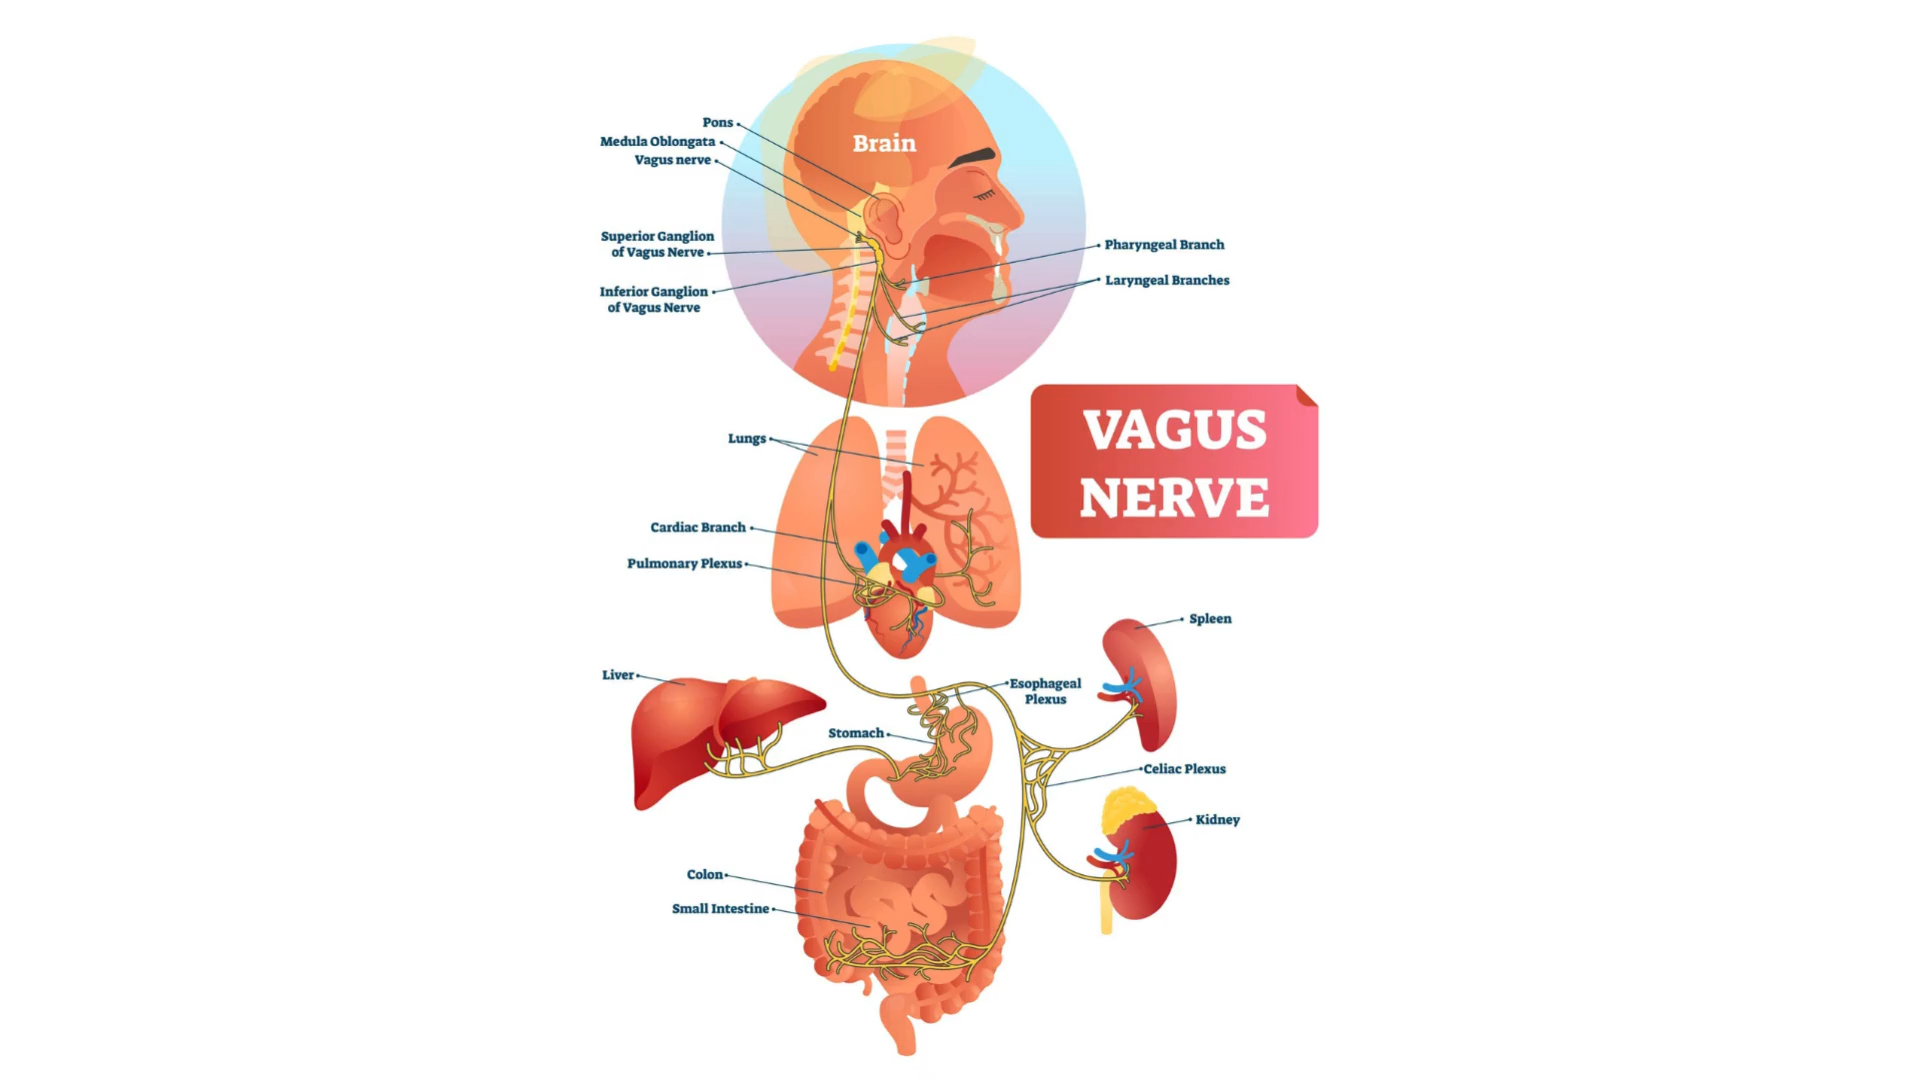 Pons
Medula Oblongata
Vagus nerve
Brain
Superior Ganglion
of Vagus Nerve
Inferior Ganglion
of Vagus Nerve
Pharyngeal Branch
Laryngeal Branches
VAGUS
NERVE
Lungs
Cardiac Branch
Pulmonary Plexus
Spleen
Liver
Esophageal
Plexus
Stomach
Celiac Plexus
Kidney
Colon
Small Intestine